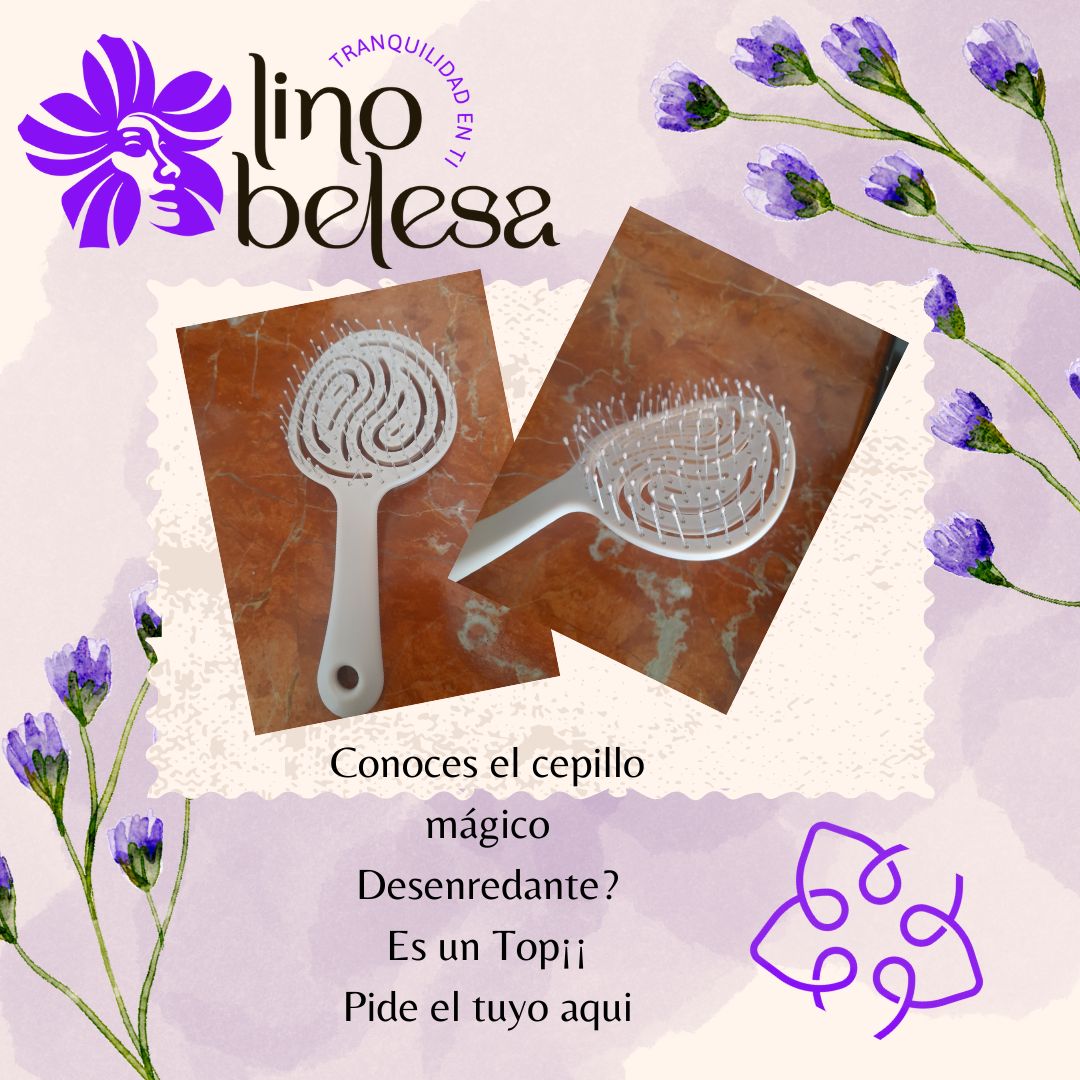 lino
TRANQUILIDAD EN TI
belesa
Conoces el cepillo
mágico
Desenredante?
Es un Top¡¡
Pide el tuyo aqui